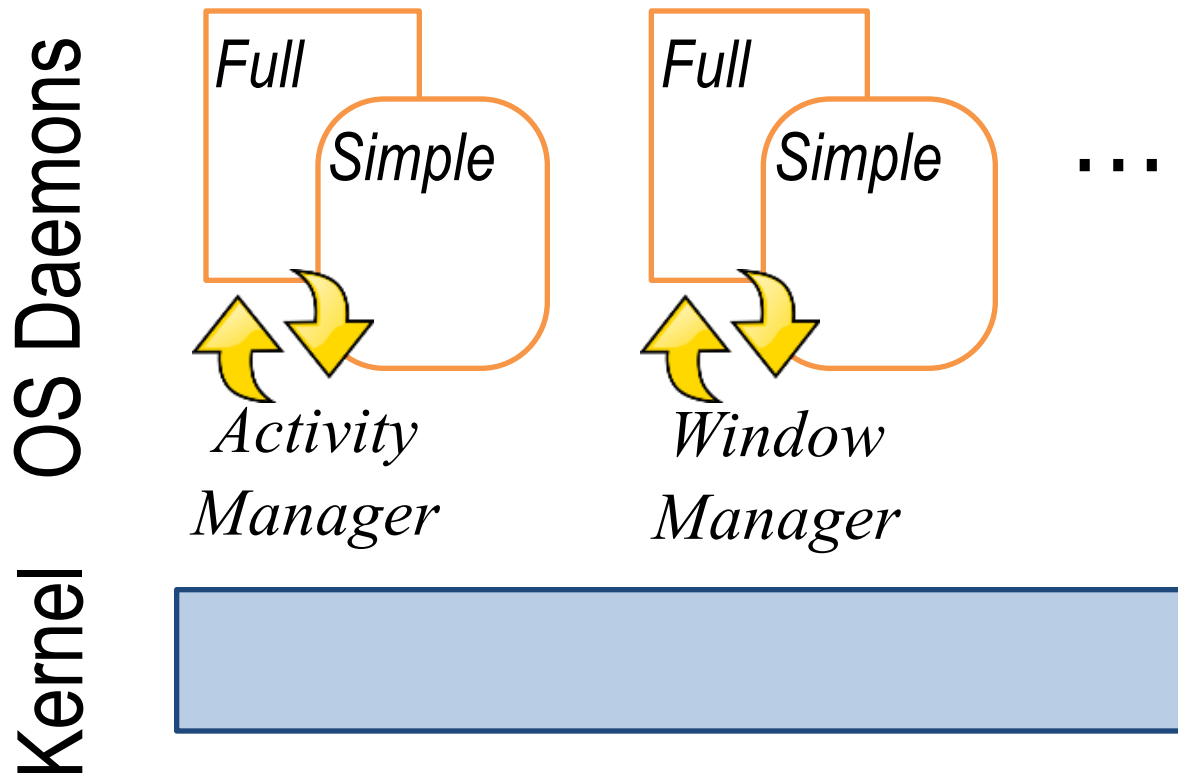 OS Daemons
Full
Simple
Activity
Manager
Full
Simple
Window
Manager
...
Kernel